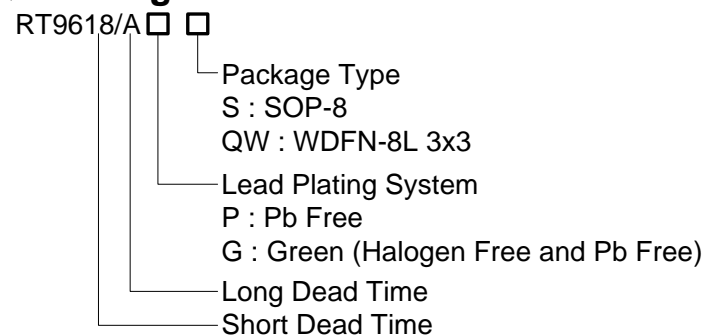 RT9618/A□ □
Package Type
S : SOP-8
QW : WDFN-8L 3x3
Lead Plating System
P : Pb Free
G : Green (Halogen Free and Pb Free)
Long Dead Time
Short Dead Time